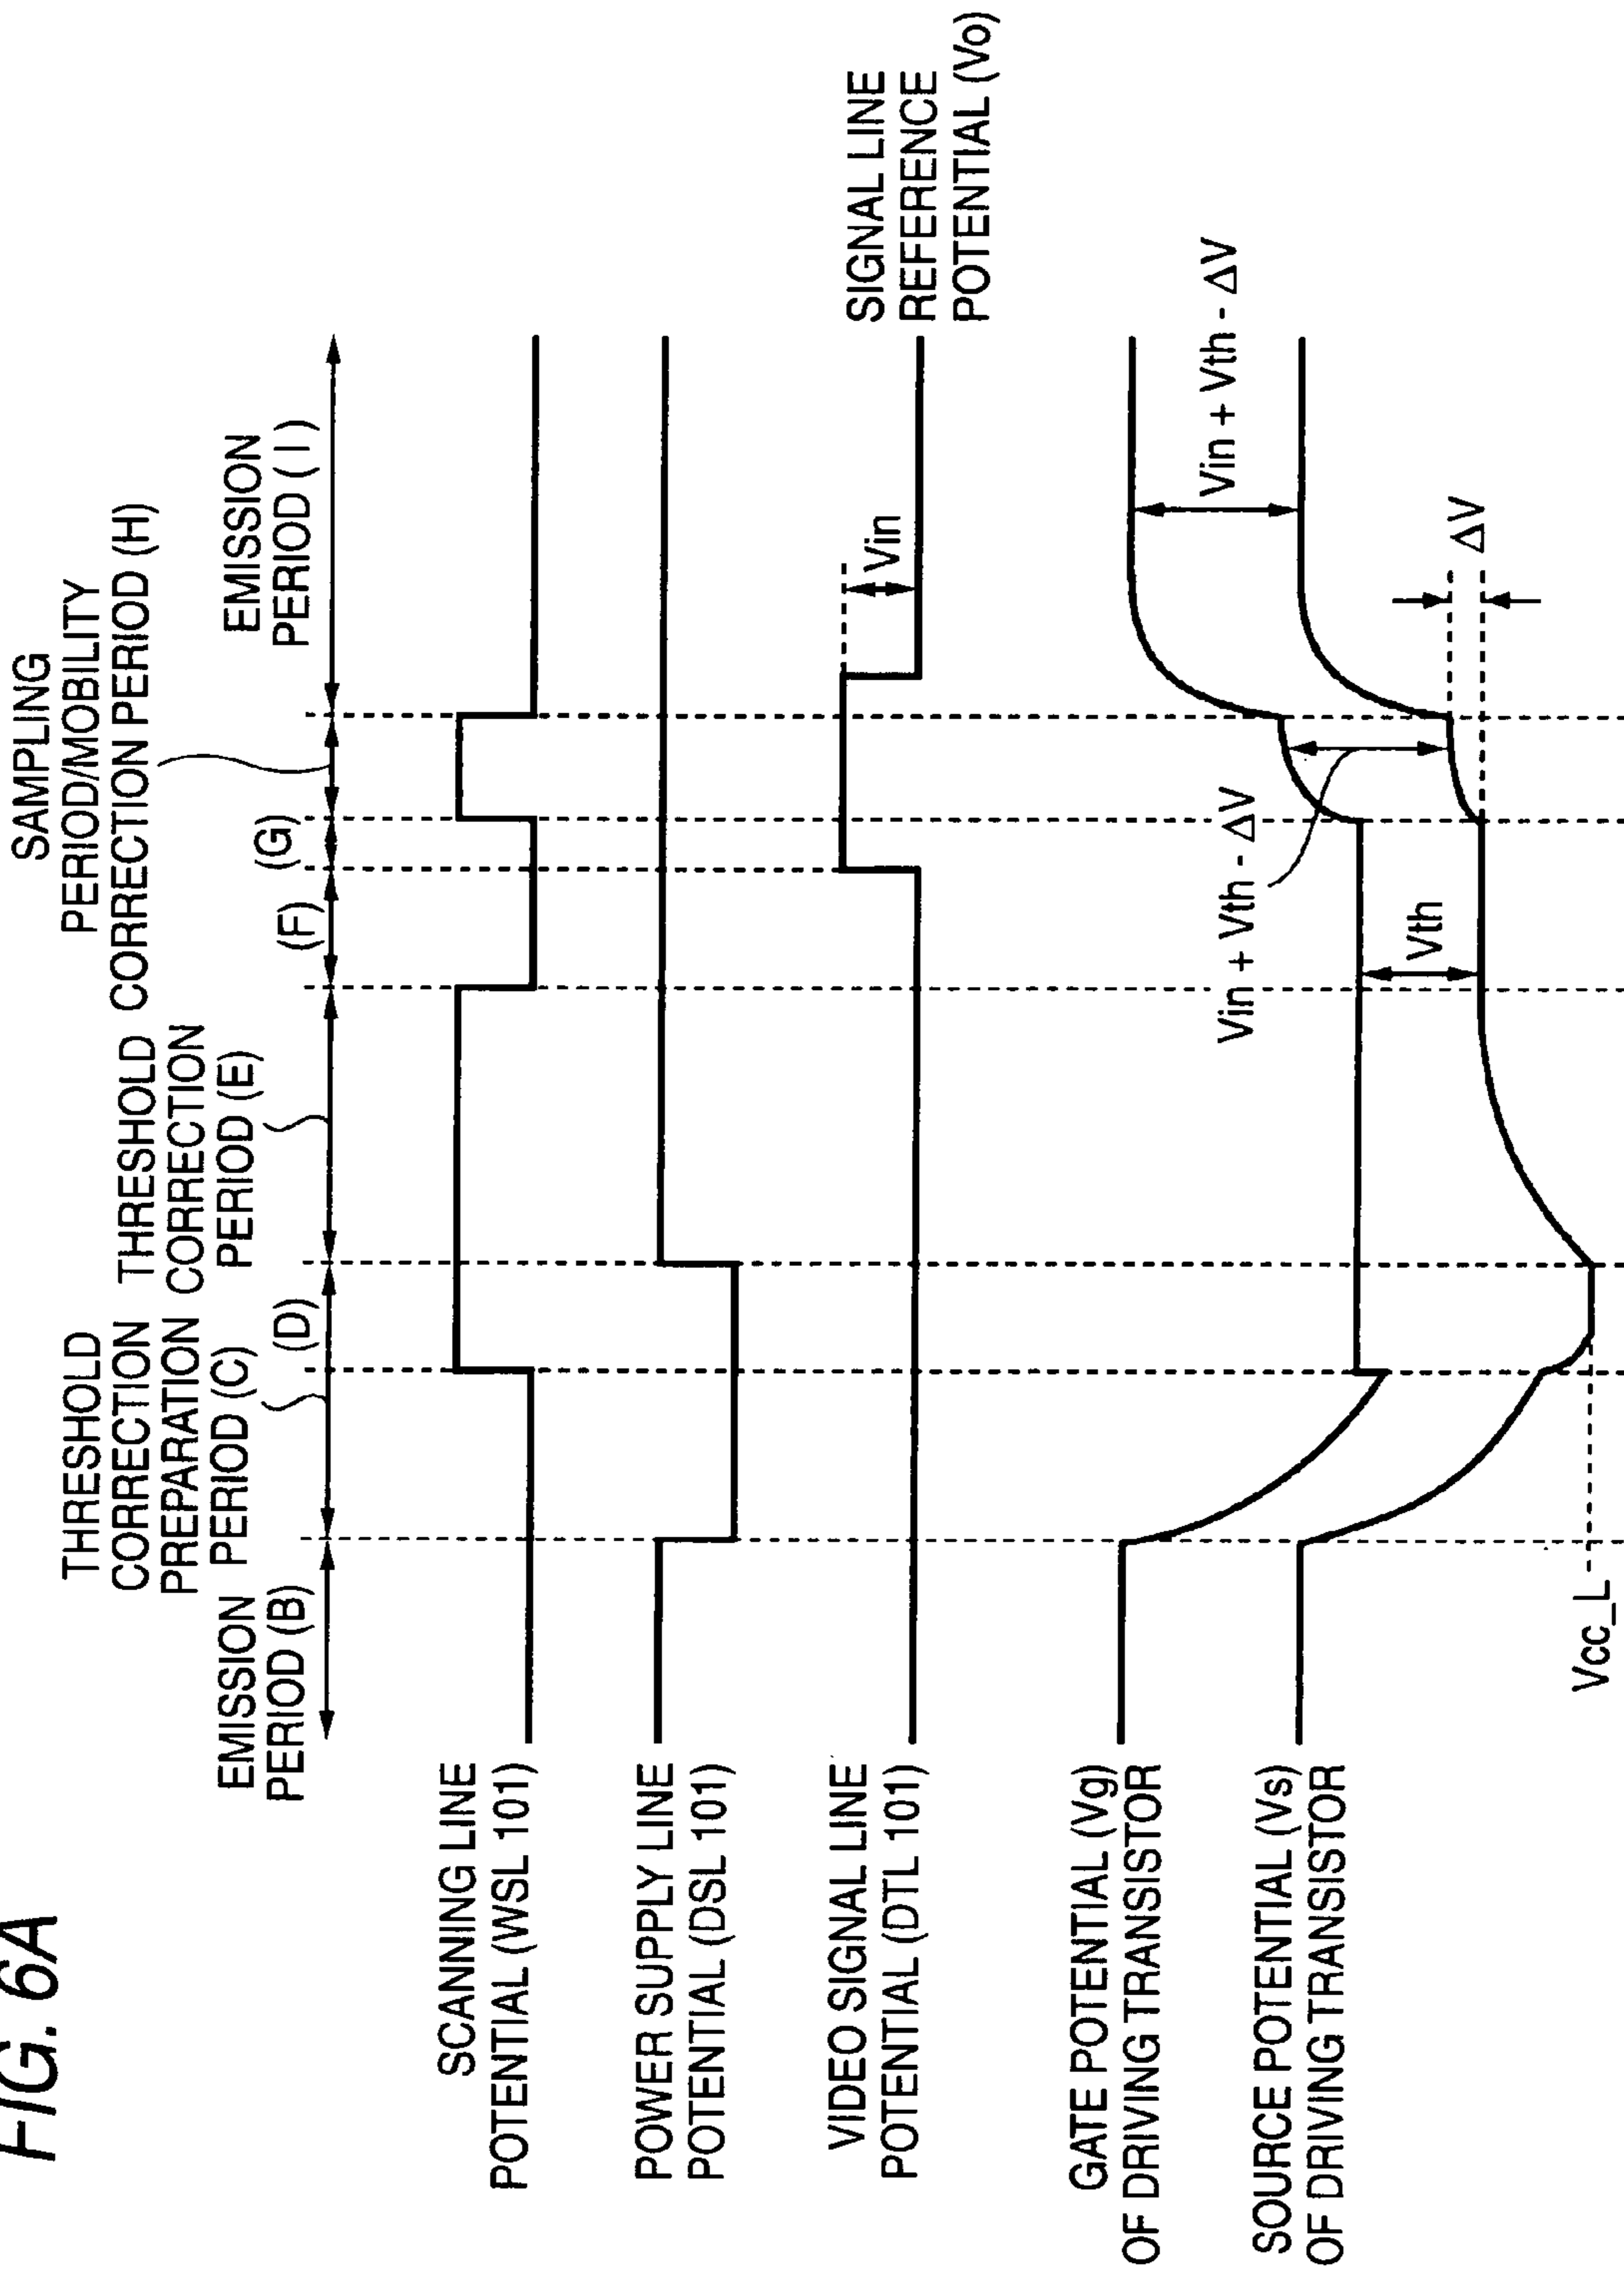 FIG. 6A
EMISSION
PERIOD (B)
THRESHOLD
CORRECTION
PREPARATION
PERIOD (C)
(D)
THRESHOLD
CORRECTION
PERIOD (E)
(F)
(G)
SAMPLING
PERIOD/MOBILITY
CORRECTION PERIOD (H)
EMISSION
PERIOD ( I )
SCANNING LINE
POTENTIAL (WSL 101)
POWER SUPPLY LINE
POTENTIAL (DSL 101)
VIDEO SIGNAL LINE
POTENTIAL (DTL 101)
Vin
SIGNAL LINE
REFERENCE
POTENTIAL (Vo)
GATE POTENTIAL (Vg)
OF DRIVING TRANSISTOR
Vin + Vth - ΔV
Vin + Vth - ΔV
SOURCE POTENTIAL (Vs)
OF DRIVING TRANSISTOR
Vth
ΔV
Vcc_L